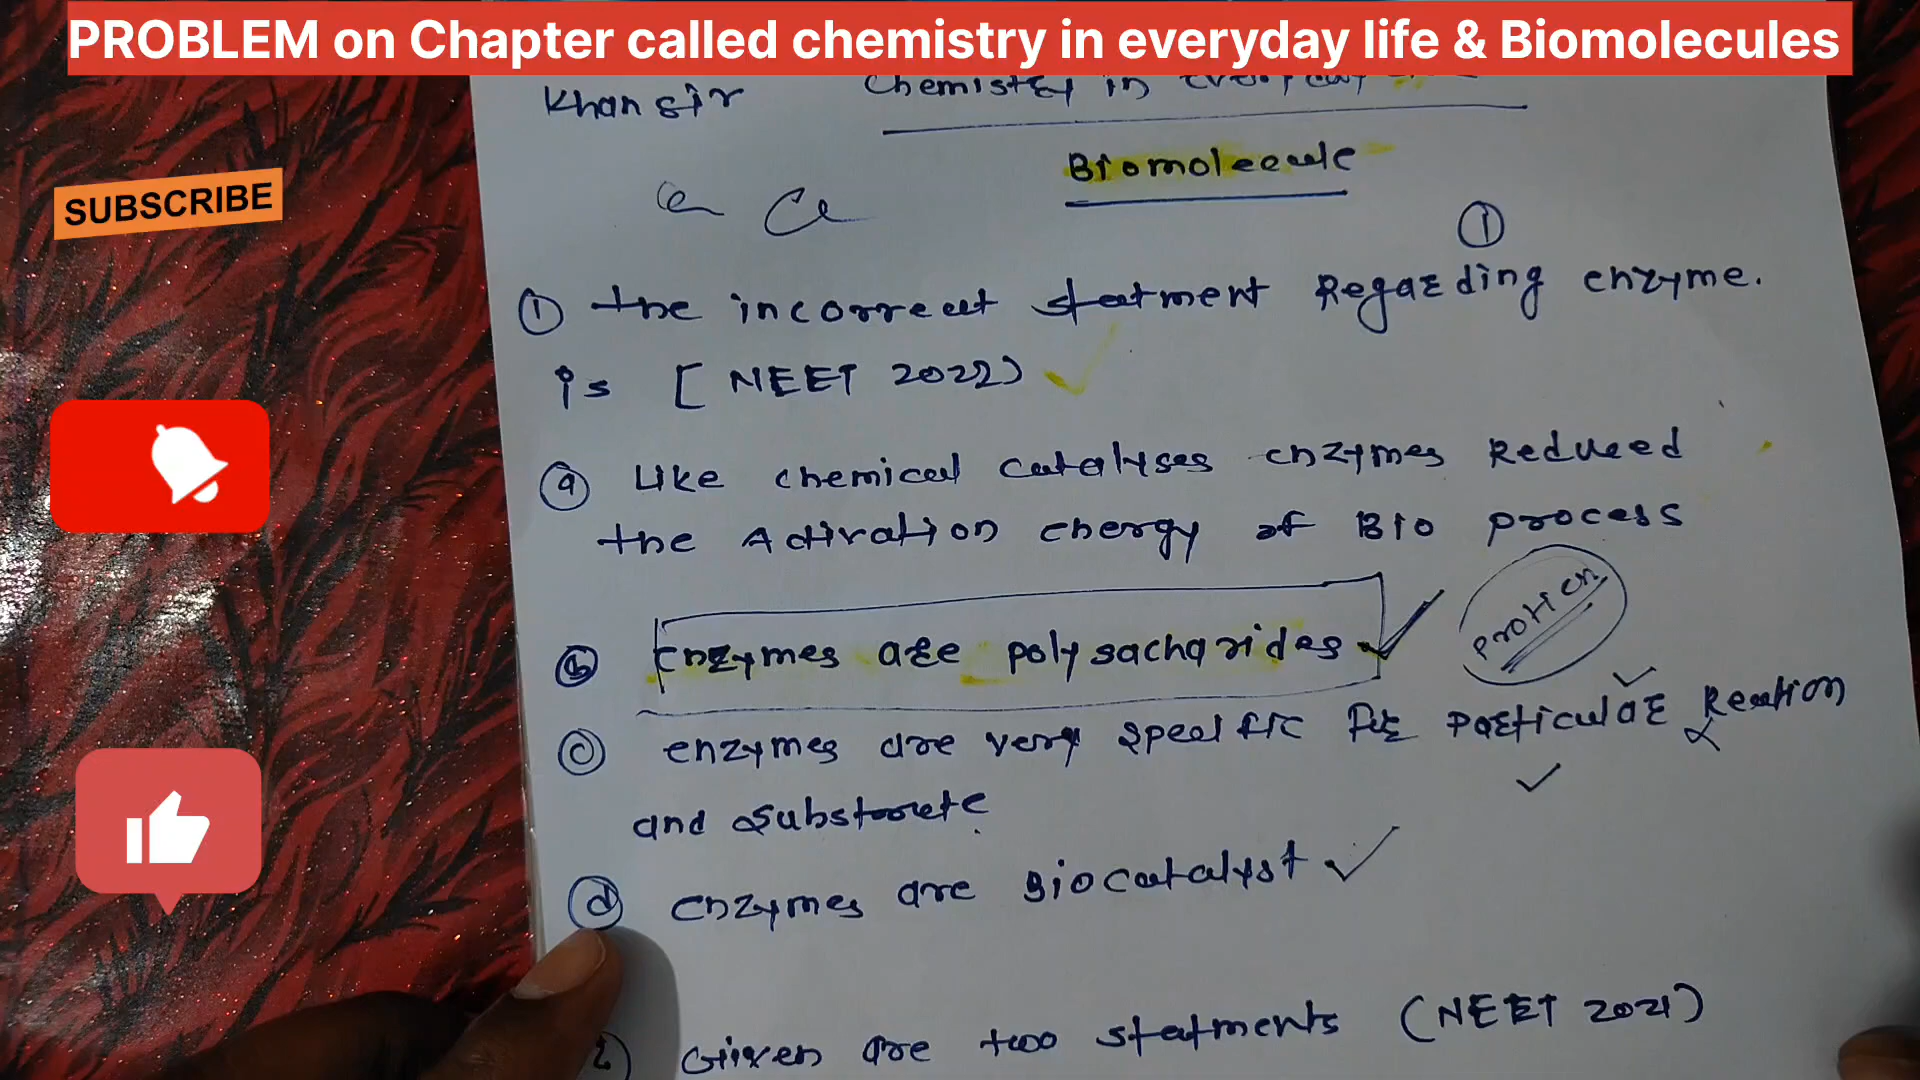 PROBLEM on Chapter called chemistry in everyday life & Biomolecules
Khan sir chemistry in
Biomolecule
SUBSCRIBE
①
① the incorrect statment Regarding enzyme.
is [NEET 2022)
ⓐ Like chemical catalyses enzymes Reduced
the Activation energy of Bio process
ⓑ Enzymes are polysacharides
protien
ⓒ enzymes are very specific for particular Reaction
and substrate.
ⓓ enzymes are Biocatalyst
Given are two statments (NEET 2021)